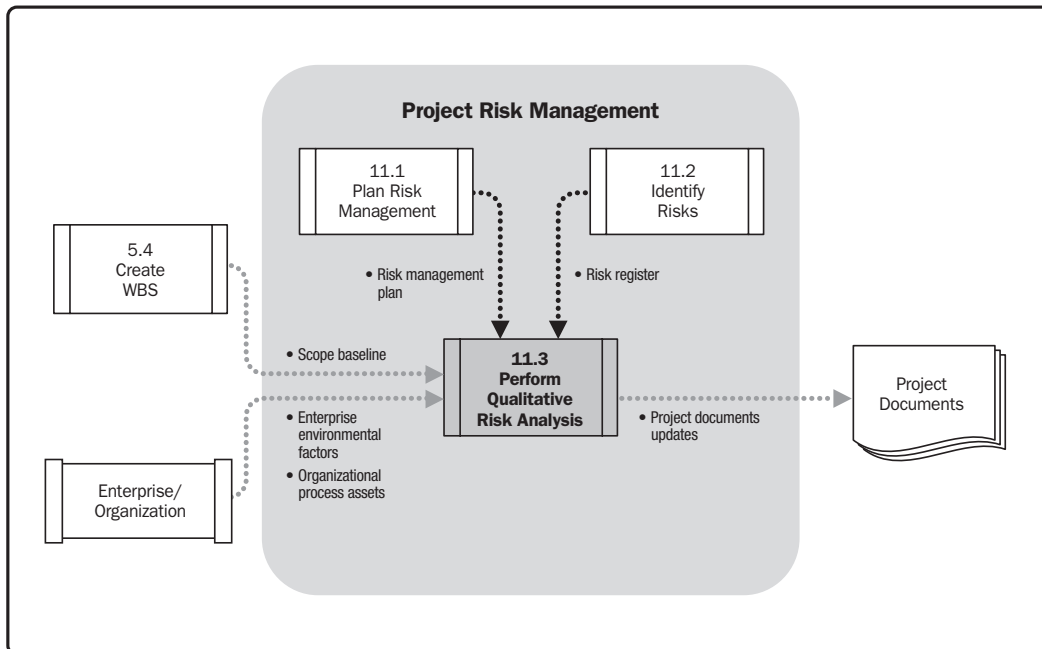 Project Risk Management
11.1
Plan Risk
Management
11.2
Identify
Risks
5.4
Create
WBS
• Risk management
plan
• Risk register
• Scope baseline
11.3
Perform
Qualitative
Risk Analysis
Project
Documents
• Enterprise
environmental
factors
• Organizational
process assets
• Project documents
updates
Enterprise/
Organization